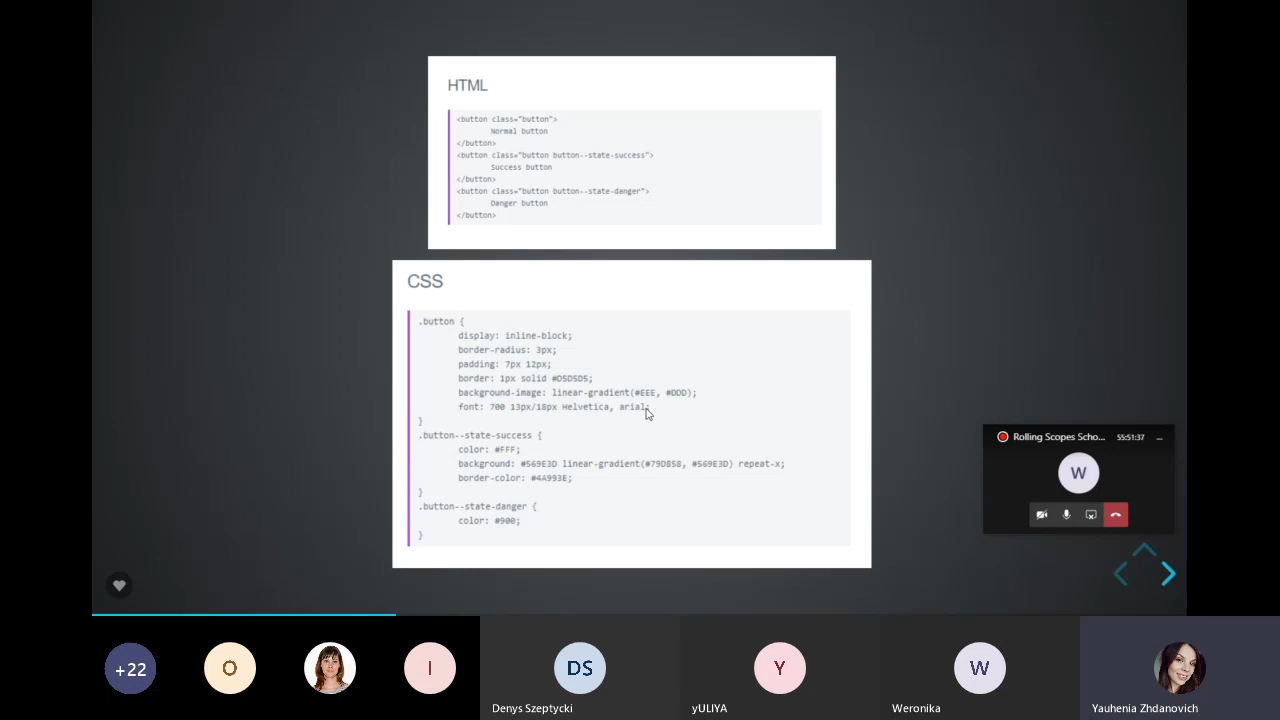 HTML
<button class="button">
Normal button
</button>
<button class="button button--state-success">
Success button
</button>
<button class="button button--state-danger">
Danger button
</button>
CSS
.button {
display: inline-block;
border-radius: 3px;
padding: 7px 12px;
border: 1px solid #D5D5D5;
background-image: linear-gradient(#EEE, #DDD);
font: 700 13px/18px Helvetica, arial;
}
.button--state-success {
color: #FFF;
background: #569E3D linear-gradient(#79D858, #569E3D) repeat-x;
border-color: #4A993E;
}
.button--state-danger {
color: #900;
}
Rolling Scopes Scho... 55:51:37
W
+22
O
I
DS
Y
W
Denys Szeptycki
yULIYA
Weronika
Yauhenia Zhdanovich